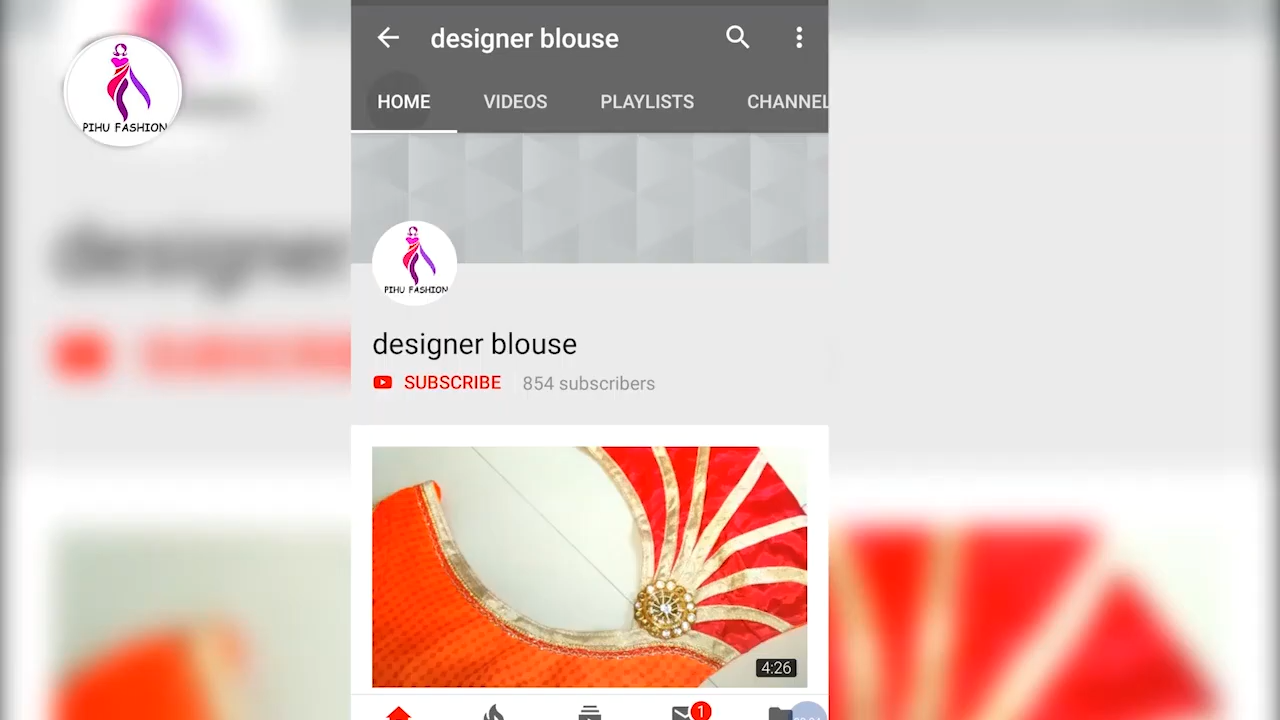 designer blouse
HOME VIDEOS PLAYLISTS CHANNEL
PIHU FASHION
PIHU FASHION
designer blouse
SUBSCRIBE 854 subscribers
4:26
1